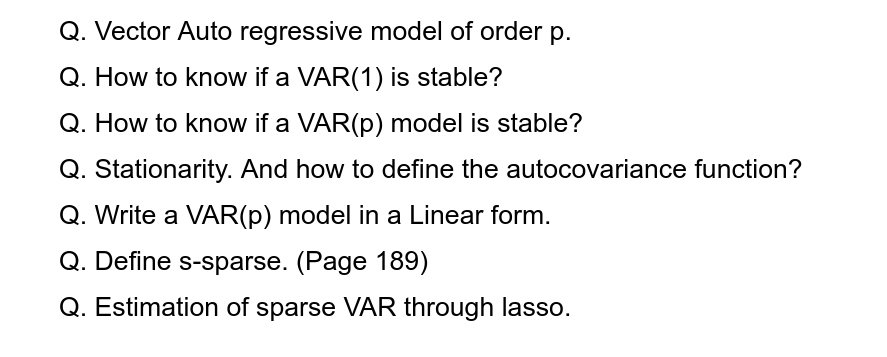 Q. Vector Auto regressive model of order p.
Q. How to know if a VAR(1) is stable?
Q. How to know if a VAR(p) model is stable?
Q. Stationarity. And how to define the autocovariance function?
Q. Write a VAR(p) model in a Linear form.
Q. Define s-sparse. (Page 189)
Q. Estimation of sparse VAR through lasso.